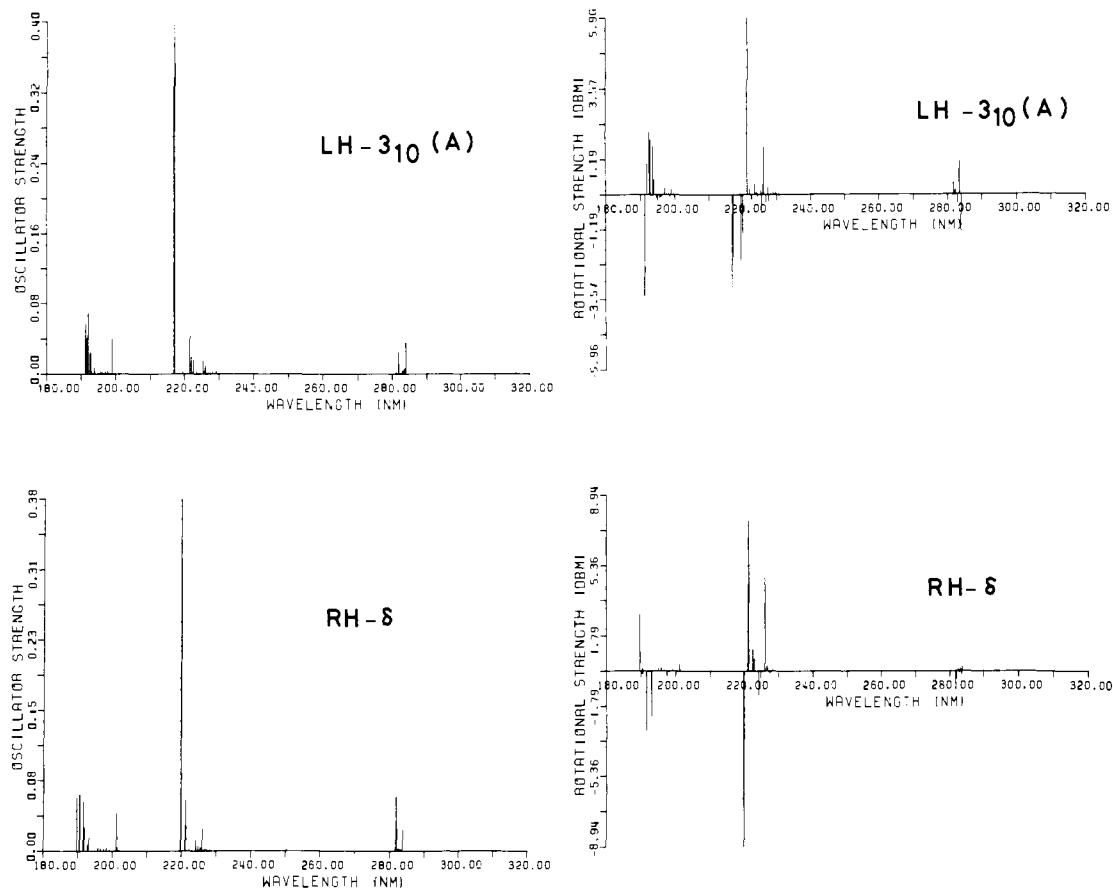 0.40
0.32
0.24
0.16
0.08
0.00
OSCILLATOR STRENGTH
LH-3₁₀(A)
180.00 200.00 220.00 240.00 260.00 280.00 300.00 320.00
WAVELENGTH (NM)
5.96
3.57
1.19
-1.19
-3.57
-5.96
ROTATIONAL STRENGTH (DBM)
LH-3₁₀(A)
180.00 200.00 220.00 240.00 260.00 280.00 300.00 320.00
WAVELENGTH (NM)
0.38
0.31
0.23
0.15
0.08
0.00
OSCILLATOR STRENGTH
RH-δ
180.00 200.00 220.00 240.00 260.00 280.00 300.00 320.00
WAVELENGTH (NM)
8.94
5.36
1.79
-1.79
-5.36
-8.94
ROTATIONAL STRENGTH (DBM)
RH-δ
180.00 200.00 220.00 240.00 260.00 280.00 300.00 320.00
WAVELENGTH (NM)